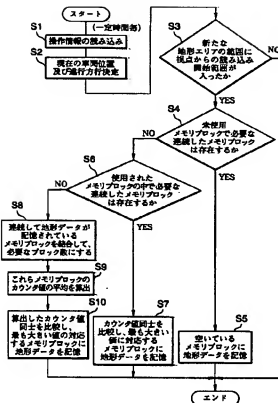 スタート
(一定時間毎)
S1
操作情報の読み込み
S2
現在の車両位置
及び進行方行決定
S3
新たな
地形エリアの範囲に
視点からの読み込み
開始範囲が
入ったか
NO
YES
S4
未使用
メモリブロックで必要な
連続したメモリブロック
は存在するか
NO
YES
S6
使用された
メモリブロックの中で必要な
連続したメモリブロック
は存在するか
NO
YES
S8
連続して地形データが
記憶されている
メモリブロックを結合して、
必要なブロック数にする
S9
これらメモリブロックの
カウンタ値の平均を算出
S10
算出したカウンタ値
同士を比較し、最も
大きい値の対応
するメモリブロックに
地形データを記憶
S7
カウンタ値同士を
比較し、最も大きい
値に対応する
メモリブロックに
地形データを記憶
S5
空いている
メモリブロックに
地形データを記憶
エンド